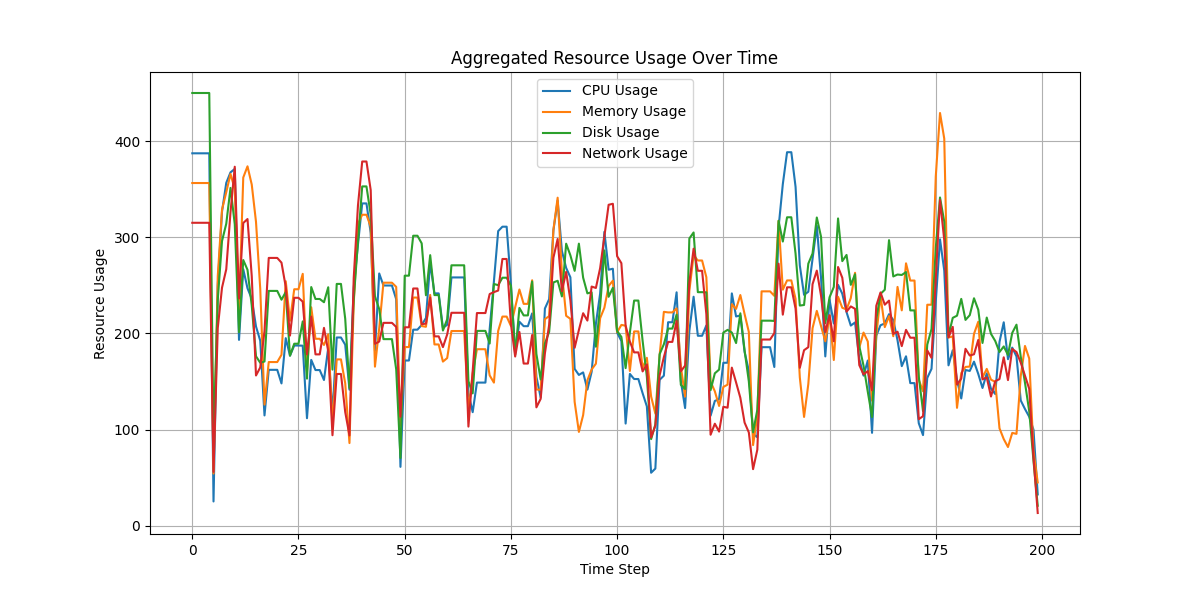 Aggregated Resource Usage Over Time
CPU Usage
Memory Usage
Disk Usage
Network Usage
Resource Usage
400
300
200
100
0
0 25 50 75 100 125 150 175 200
Time Step